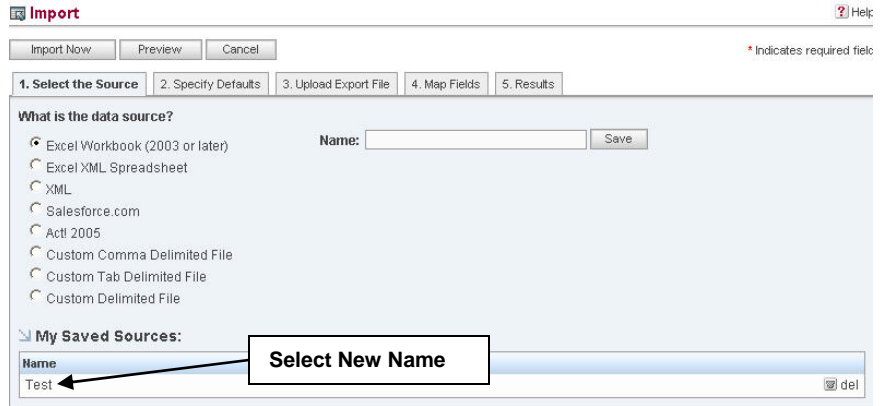 Import
? Help
Import Now Preview Cancel
* Indicates required field
1. Select the Source 2. Specify Defaults 3. Upload Export File 4. Map Fields 5. Results
What is the data source?
Name: Save
Excel Workbook (2003 or later)
Excel XML Spreadsheet
XML
Salesforce.com
Act! 2005
Custom Comma Delimited File
Custom Tab Delimited File
Custom Delimited File
My Saved Sources:
Select New Name
Name
Test del